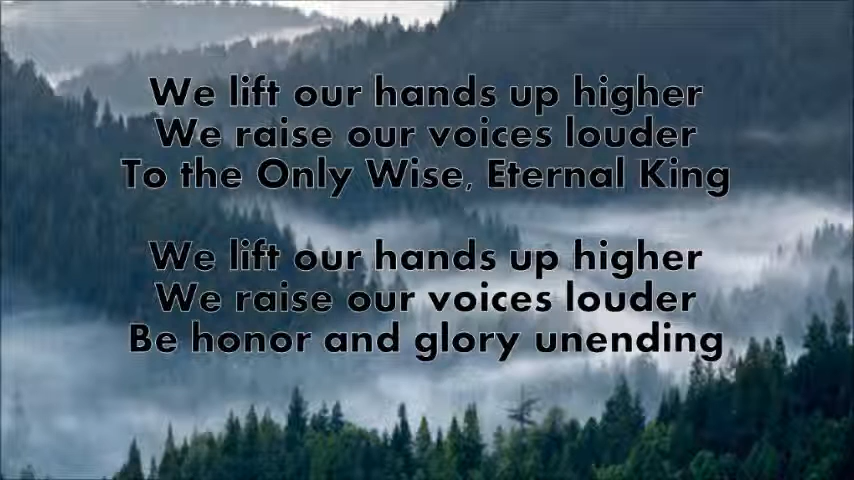 We lift our hands up higher
We raise our voices louder
To the Only Wise, Eternal King
We lift our hands up higher
We raise our voices louder
Be honor and glory unending